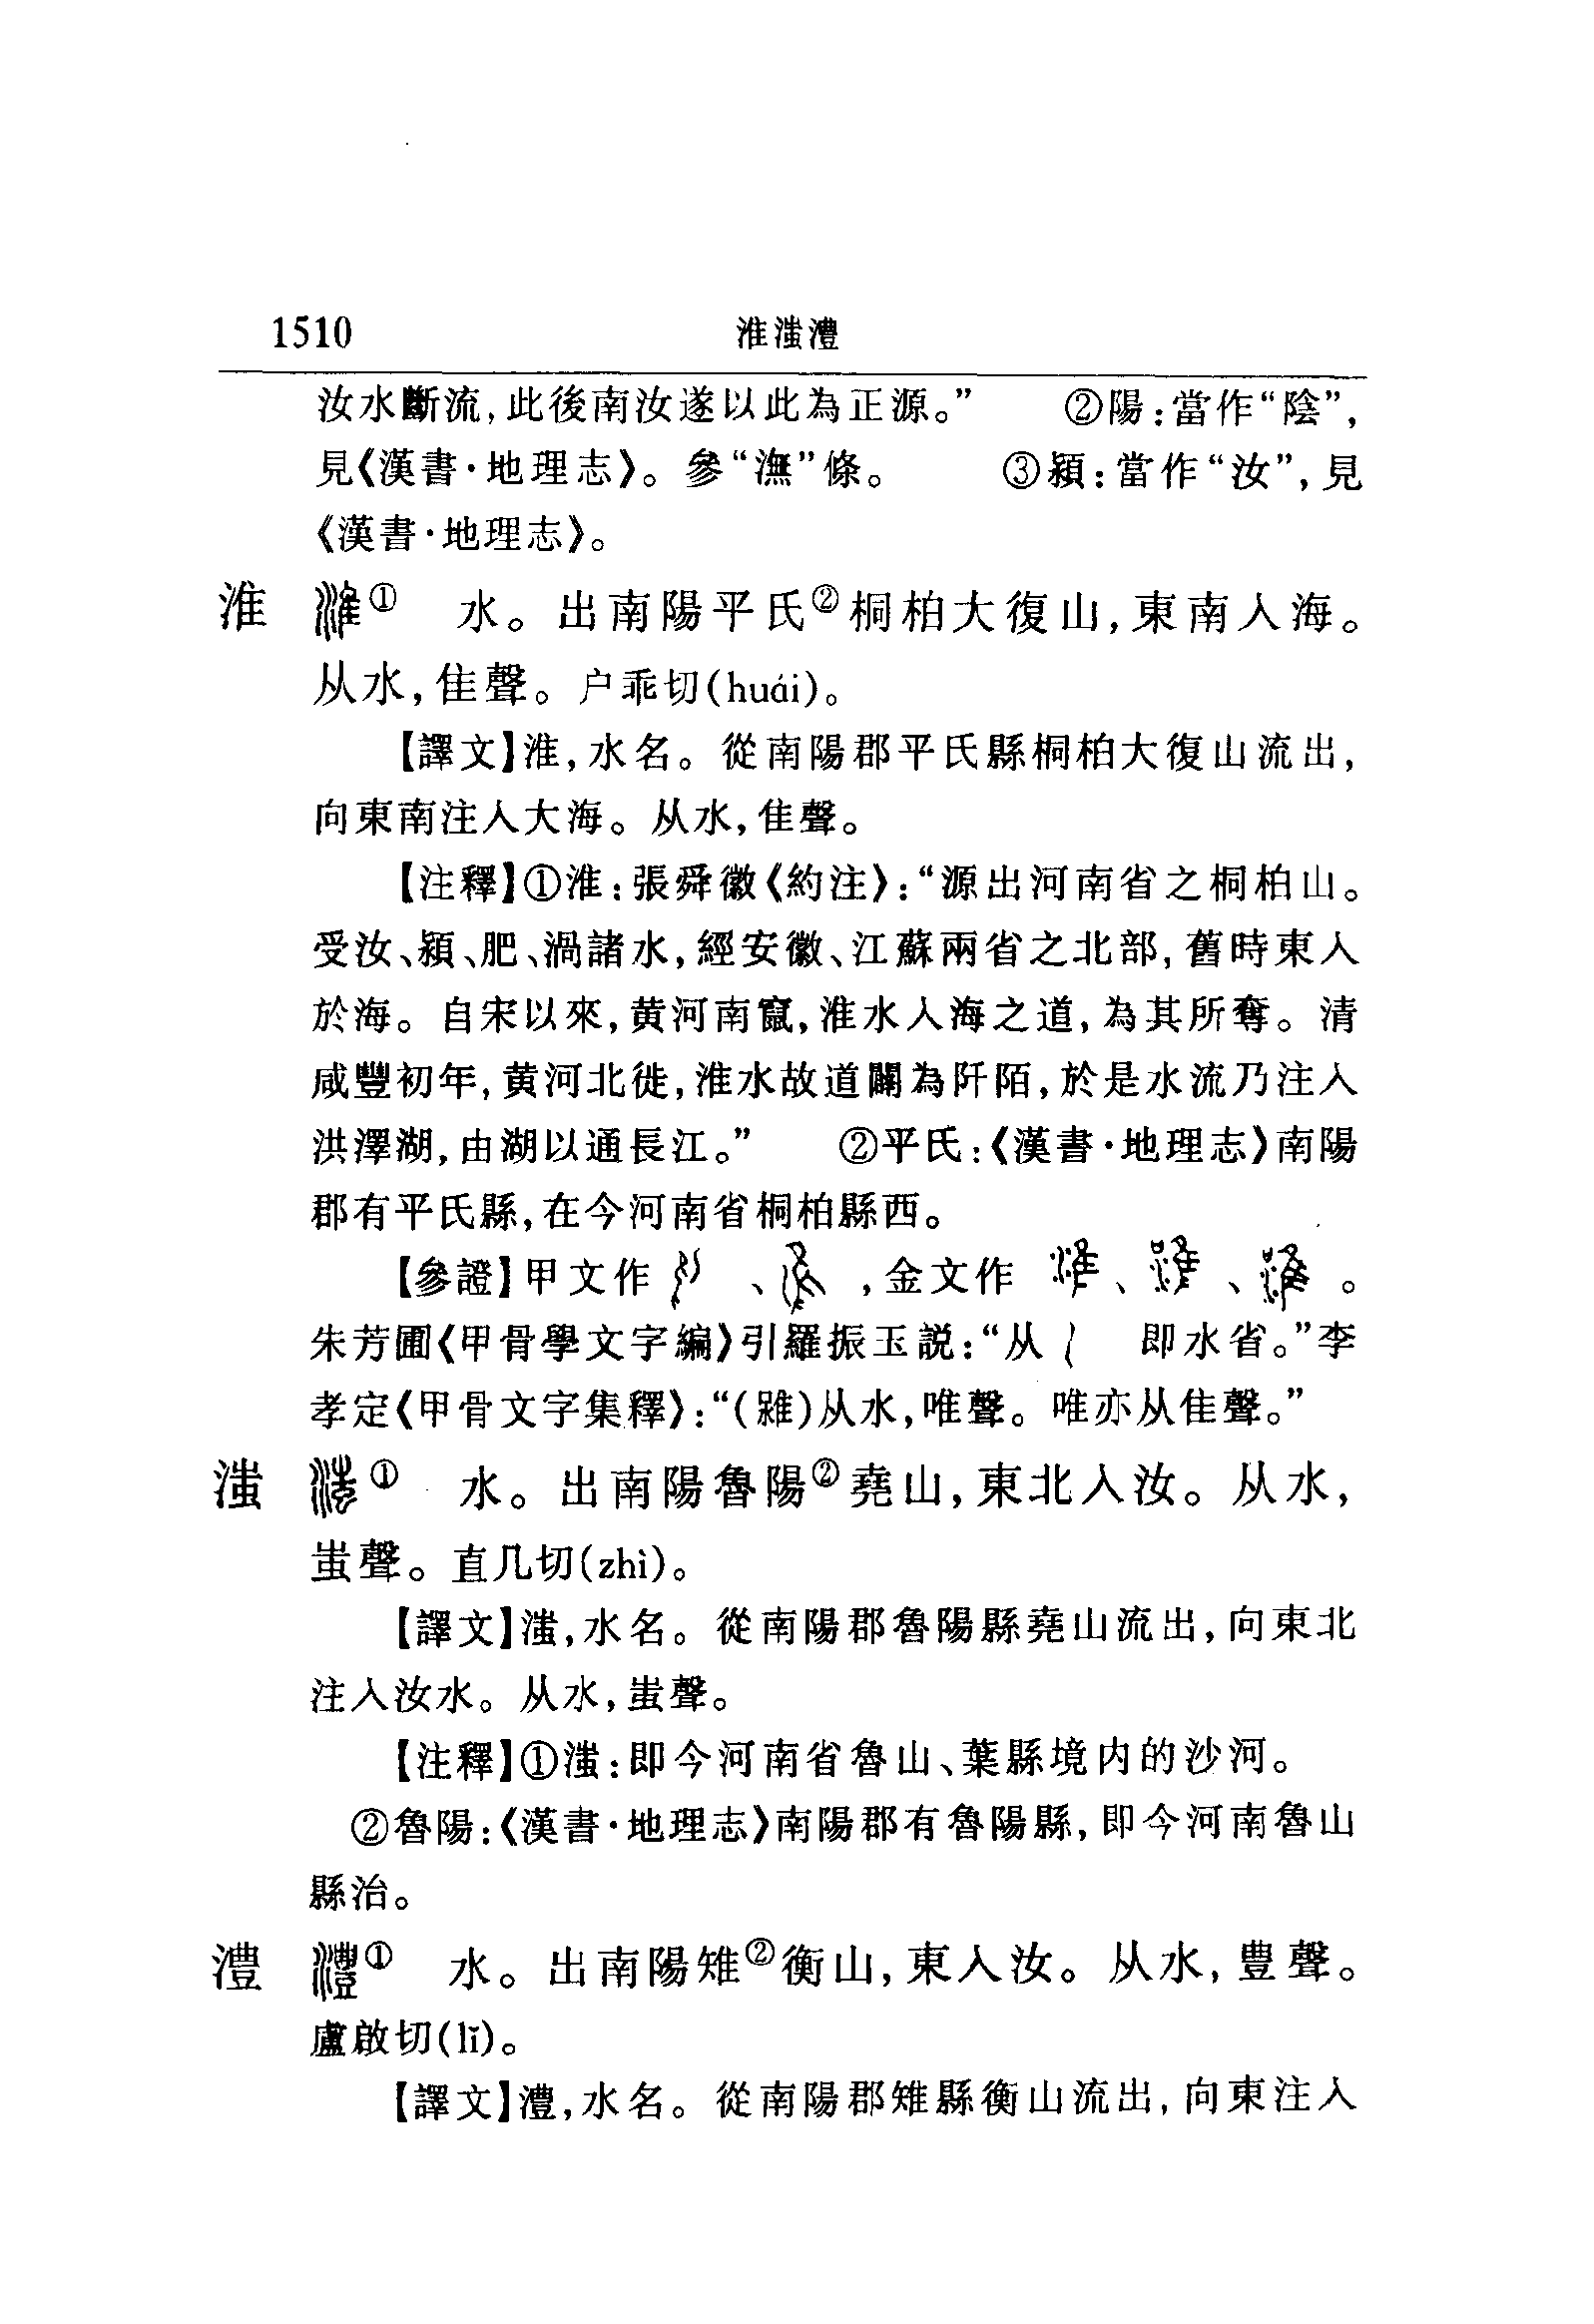 1510 淮滍澧
汝水斷流,此後南汝遂以此為正源。” ②陽:當作“陰”,
見《漢書·地理志》。參“潕”條。 ③潁:當作“汝”,見
《漢書·地理志》。
淮 ① 水。出南陽平氏②桐柏大復山,東南入海。
从水,隹聲。户乖切(huái)。
【譯文】淮,水名。從南陽郡平氏縣桐柏大復山流出,
向東南注入大海。从水,隹聲。
【注釋】①淮:張舜徽《約注》:“源出河南省之桐柏山。
受汝、潁、肥、渦諸水,經安徽、江蘇兩省之北部,舊時東入
於海。自宋以來,黄河南竄,淮水入海之道,為其所奪。清
咸豐初年,黄河北徙,淮水故道闢為阡陌,於是水流乃注入
洪澤湖,由湖以通長江。” ②平氏:《漢書·地理志》南陽
郡有平氏縣,在今河南省桐柏縣西。
【參證】甲文作 、 ,金文作 、 、 。
朱芳圃《甲骨學文字編》引羅振玉説:“从 即水省。”李
孝定《甲骨文字集釋》:“()从水,唯聲。唯亦从隹聲。”
滍 ① 水。出南陽魯陽②堯山,東北入汝。从水,
蚩聲。直几切(zhì)。
【譯文】滍,水名。從南陽郡魯陽縣堯山流出,向東北
注入汝水。从水,蚩聲。
【注釋】①滍:即今河南省魯山、葉縣境内的沙河。
②魯陽:《漢書·地理志》南陽郡有魯陽縣,即今河南魯山
縣治。
澧 ① 水。出南陽雉②衡山,東入汝。从水,豊聲。
盧啟切(lǐ)。
【譯文】澧,水名。從南陽郡雉縣衡山流出,向東注入